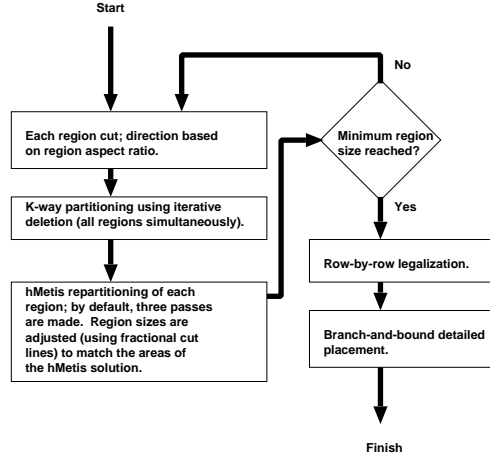 Start
No
Each region cut; direction based
on region aspect ratio.
Minimum region
size reached?
K-way partitioning using iterative
deletion (all regions simultaneously).
Yes
hMetis repartitioning of each
region; by default, three passes
are made.  Region sizes are
adjusted (using fractional cut
lines) to match the areas of
the hMetis solution.
Row-by-row legalization.
Branch-and-bound detailed
placement.
Finish